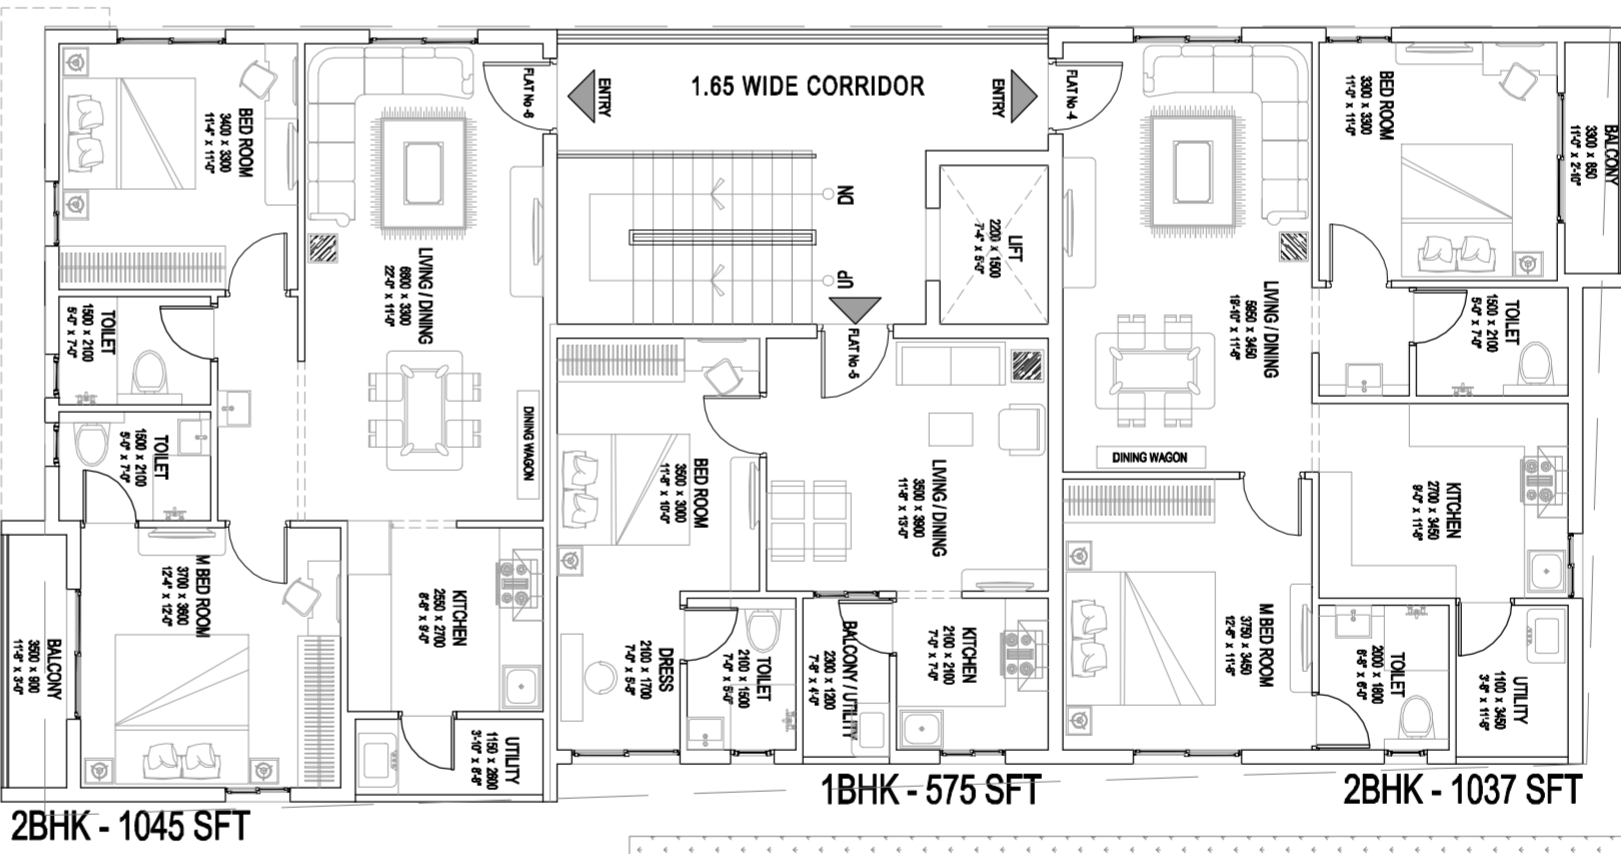 1.65 WIDE CORRIDOR
ENTRY
FLAT No -6
ENTRY
FLAT No -4
BED ROOM
3400 x 3300
11'-4" x 11'-0"
LIVING / DINING
6800 x 3300
22'-0" x 11'-0"
TOILET
1500 x 2100
5'-0" x 7'-0"
TOILET
1500 x 2100
5'-0" x 7'-0"
DINING WAGON
M BED ROOM
3700 x 3600
12'-4" x 12'-0"
BALCONY
3500 x 900
11'-8" x 3'-0"
KITCHEN
2550 x 2700
8'-6" x 9'-0"
UTILITY
1150 x 2600
3'-10" x 8'-8"
2BHK - 1045 SFT
DN
UP
LIFT
2200 x 1500
7'-4" x 5'-0"
FLAT No -5
BED ROOM
3500 x 3000
11'-8" x 10'-0"
LIVING / DINING
3500 x 3900
11'-8" x 13'-0"
DRESS
2100 x 1700
7'-0" x 5'-8"
TOILET
2100 x 1500
7'-0" x 5'-0"
BALCONY / UTILITY
2300 x 1200
7'-8" x 4'-0"
KITCHEN
2100 x 2100
7'-0" x 7'-0"
1BHK - 575 SFT
BED ROOM
3300 x 3300
11'-0" x 11'-0"
BALCONY
3300 x 850
11'-0" x 2'-10"
LIVING / DINING
5950 x 3450
19'-10" x 11'-6"
TOILET
1500 x 2100
5'-0" x 7'-0"
DINING WAGON
KITCHEN
2700 x 3450
9'-0" x 11'-6"
M BED ROOM
3750 x 3450
12'-6" x 11'-6"
TOILET
2000 x 1800
6'-8" x 6'-0"
UTILITY
1100 x 3450
3'-8" x 11'-6"
2BHK - 1037 SFT